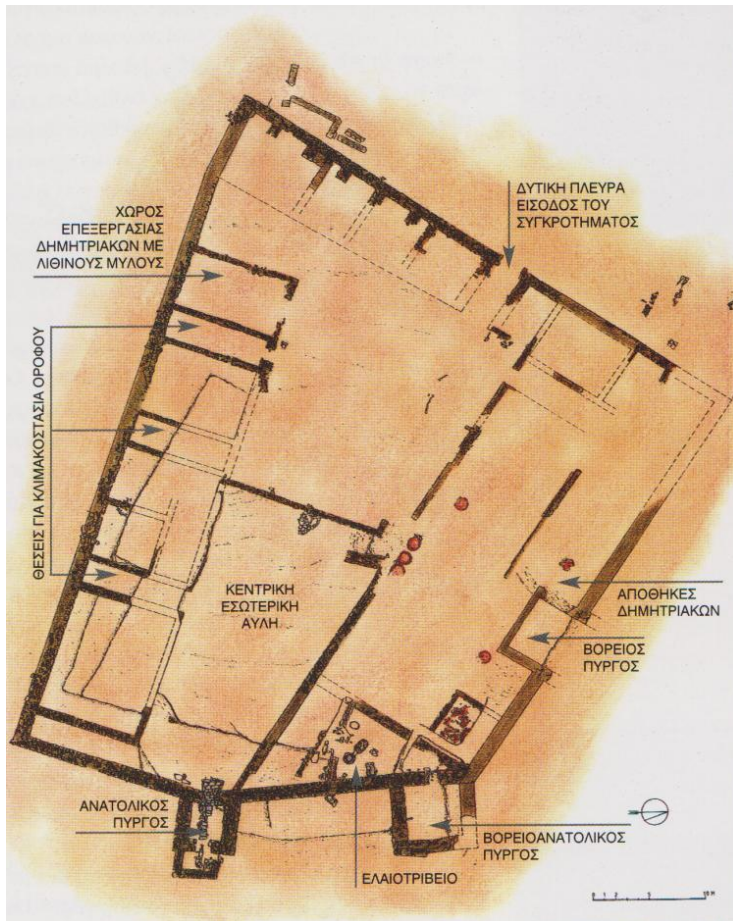 ΔΥΤΙΚΗ ΠΛΕΥΡΑ
ΕΙΣΟΔΟΣ ΤΟΥ
ΣΥΓΚΡΟΤΗΜΑΤΟΣ
ΧΩΡΟΣ
ΕΠΕΞΕΡΓΑΣΙΑΣ
ΔΗΜΗΤΡΙΑΚΩΝ ΜΕ
ΛΙΘΙΝΟΥΣ ΜΥΛΟΥΣ
ΘΕΣΕΙΣ ΓΙΑ ΚΛΙΜΑΚΟΣΤΑΣΙΑ ΟΡΟΦΟΥ
ΚΕΝΤΡΙΚΗ
ΕΣΩΤΕΡΙΚΗ
ΑΥΛΗ
ΑΠΟΘΗΚΕΣ
ΔΗΜΗΤΡΙΑΚΩΝ
ΒΟΡΕΙΟΣ
ΠΥΡΓΟΣ
ΑΝΑΤΟΛΙΚΟΣ
ΠΥΡΓΟΣ
ΒΟΡΕΙΟΑΝΑΤΟΛΙΚΟΣ
ΠΥΡΓΟΣ
ΕΛΑΙΟΤΡΙΒΕΙΟ